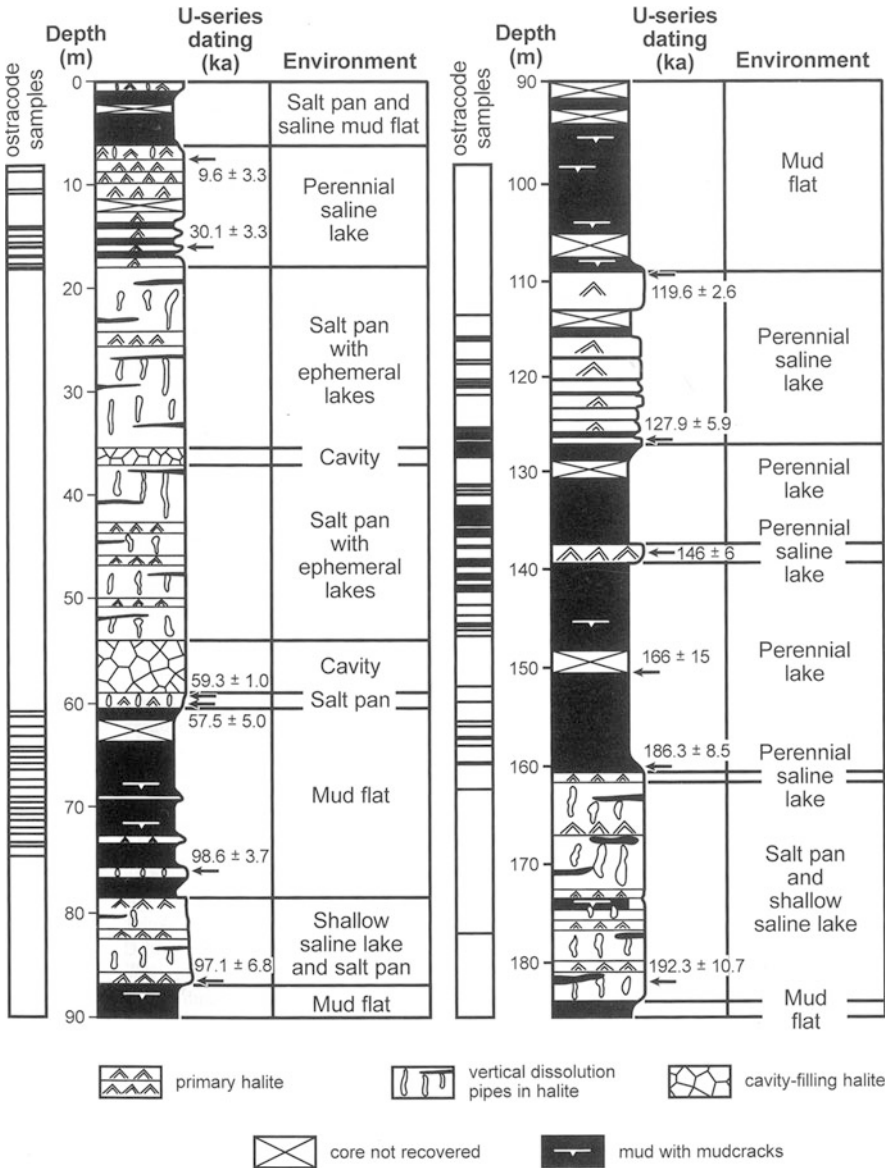 ostracode
samples
Depth
(m)
U-series
dating
(ka)
Environment
0
10
20
30
40
50
60
70
80
90
9.6 ± 3.3
30.1 ± 3.3
59.3 ± 1.0
57.5 ± 5.0
98.6 ± 3.7
97.1 ± 6.8
Salt pan and
saline mud flat
Perennial
saline
lake
Salt pan
with
ephemeral
lakes
Cavity
Salt pan
with
ephemeral
lakes
Cavity
Salt pan
Mud flat
Shallow
saline lake
and salt pan
Mud flat
ostracode
samples
Depth
(m)
U-series
dating
(ka)
Environment
90
100
110
120
130
140
150
160
170
180
119.6 ± 2.6
127.9 ± 5.9
146 ± 6
166 ± 15
186.3 ± 8.5
192.3 ± 10.7
Mud
flat
Perennial
saline
lake
Perennial
lake
Perennial
saline
lake
Perennial
lake
Perennial
saline
lake
Salt pan
and
shallow
saline lake
Mud
flat
primary halite
vertical dissolution
pipes in halite
cavity-filling halite
core not recovered
mud with mudcracks